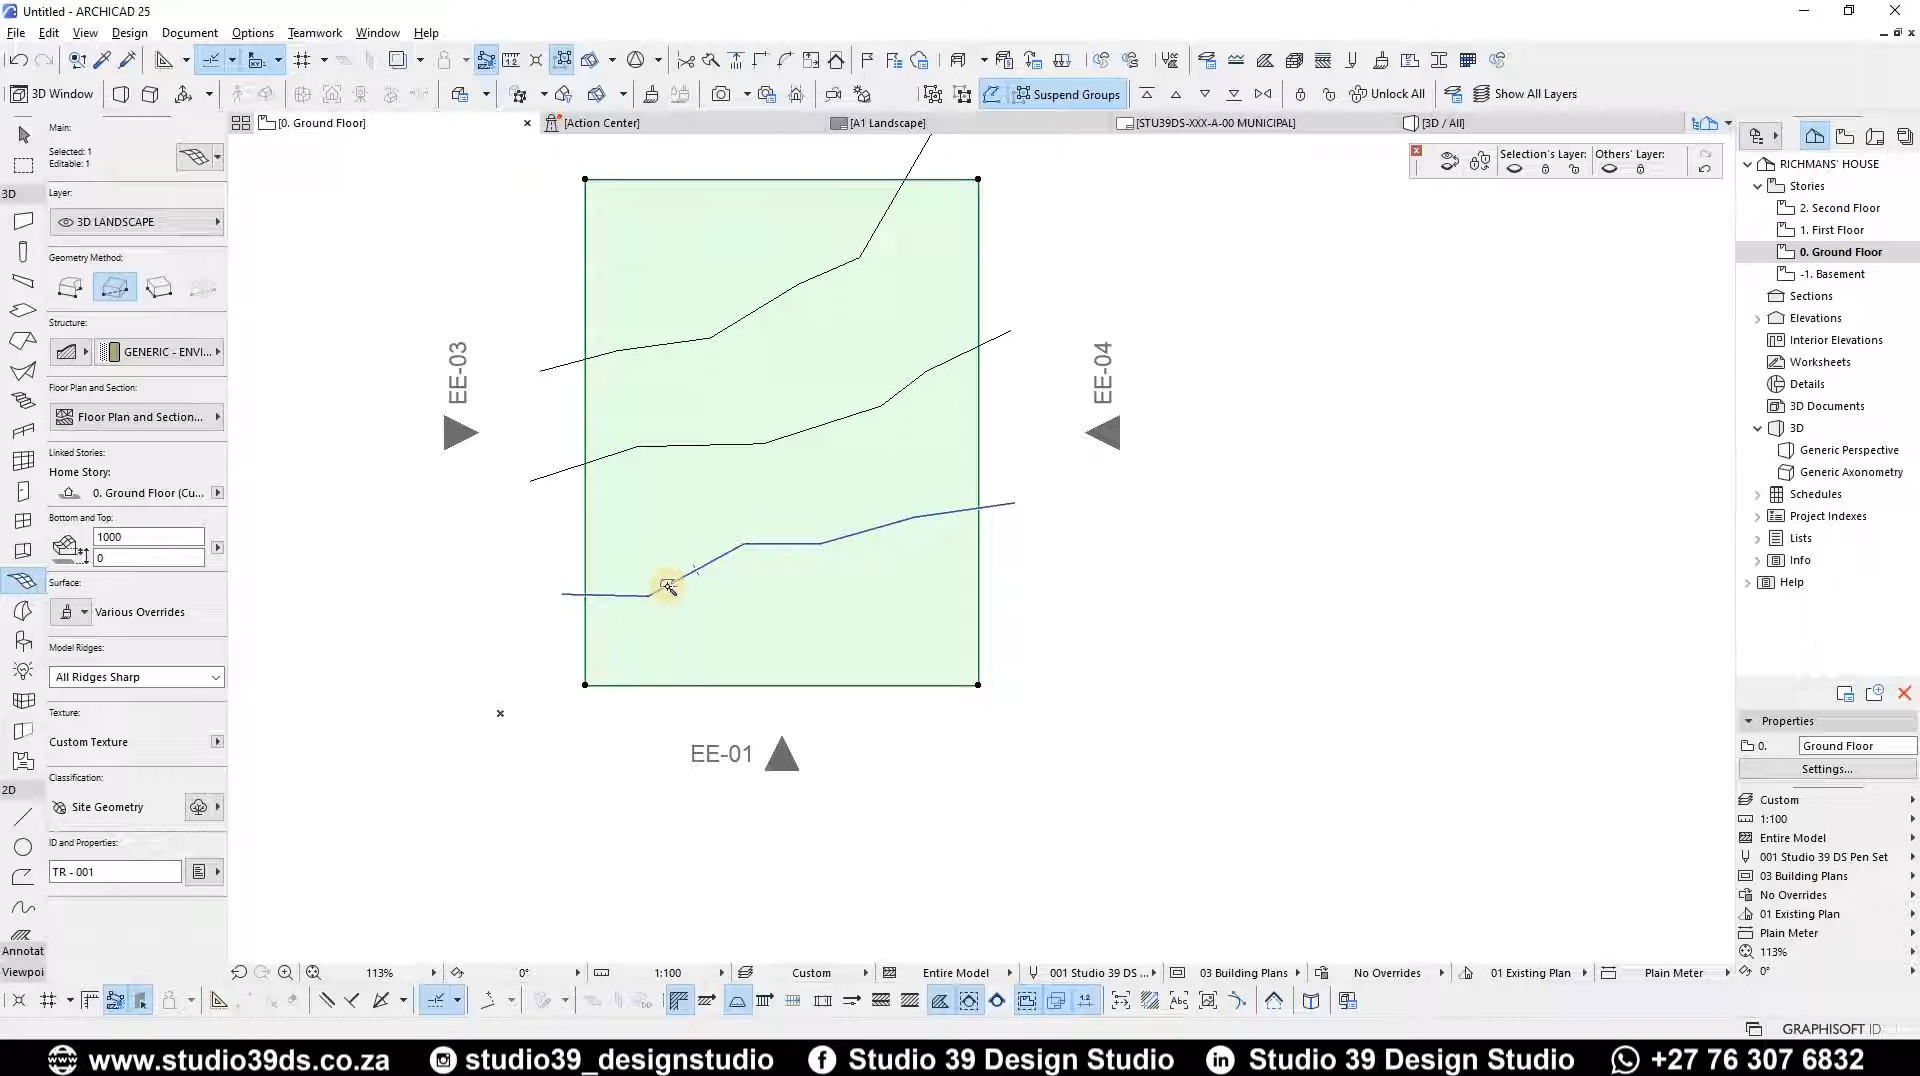 Untitled - ARCHICAD 25
File Edit View Design Document Options Teamwork Window Help
3D Window
Suspend Groups
Unlock All
Show All Layers
[0. Ground Floor]
[Action Center]
[A1 Landscape]
[STU39DS-XXX-A-00 MUNICIPAL]
[3D / All]
Main:
Selected: 1
Editable: 1
3D
Layer:
3D LANDSCAPE
Geometry Method:
Structure:
GENERIC - ENVI...
Floor Plan and Section:
Floor Plan and Section...
Linked Stories:
Home Story:
0. Ground Floor (Cu...
Bottom and Top:
1000
0
Surface:
Various Overrides
Model Ridges:
All Ridges Sharp
Texture:
Custom Texture
Classification:
2D
Site Geometry
ID and Properties:
TR - 001
Annotat
Viewpoi
EE-03
EE-04
EE-01
Selection's Layer: Others' Layer:
RICHMANS' HOUSE
Stories
2. Second Floor
1. First Floor
0. Ground Floor
-1. Basement
Sections
Elevations
Interior Elevations
Worksheets
Details
3D Documents
3D
Generic Perspective
Generic Axonometry
Schedules
Project Indexes
Lists
Info
Help
Properties
0. Ground Floor
Settings...
Custom
1:100
Entire Model
001 Studio 39 DS Pen Set
03 Building Plans
No Overrides
01 Existing Plan
Plain Meter
113%
0°
113% 0° 1:100 Custom Entire Model 001 Studio 39 DS ... 03 Building Plans No Overrides 01 Existing Plan Plain Meter
GRAPHISOFT ID
www.studio39ds.co.za studio39_designstudio Studio 39 Design Studio Studio 39 Design Studio +27 76 307 6832